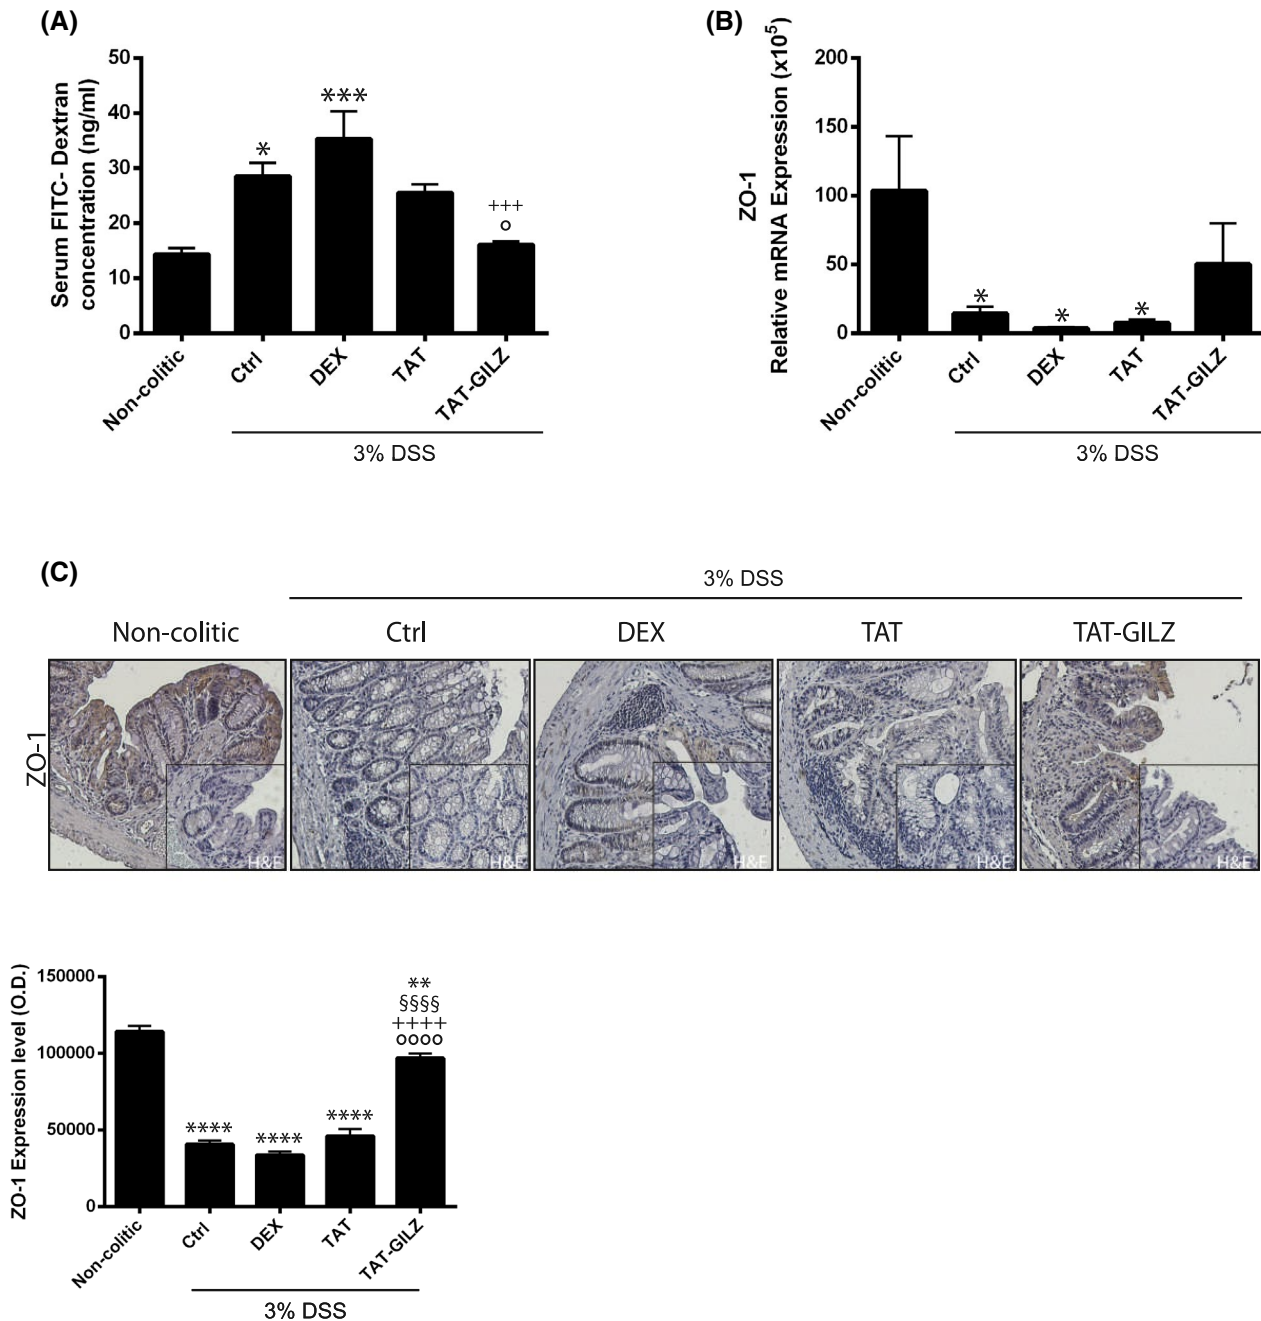 (A)
Serum FITC- Dextran
concentration (ng/ml)
50
40
30
20
10
0
*
***
+++
o
Non-colitic
Ctrl
DEX
TAT
TAT-GILZ
3% DSS
(B)
ZO-1
Relative mRNA Expression (x10⁵)
200
150
100
50
0
*
*
*
Non-colitic
Ctrl
DEX
TAT
TAT-GILZ
3% DSS
(C)
3% DSS
Non-colitic
Ctrl
DEX
TAT
TAT-GILZ
ZO-1
H&E
H&E
H&E
H&E
H&E
ZO-1 Expression level (O.D.)
150000
100000
50000
0
****
****
****
**
§§§§
++++
oooo
Non-colitic
Ctrl
DEX
TAT
TAT-GILZ
3% DSS